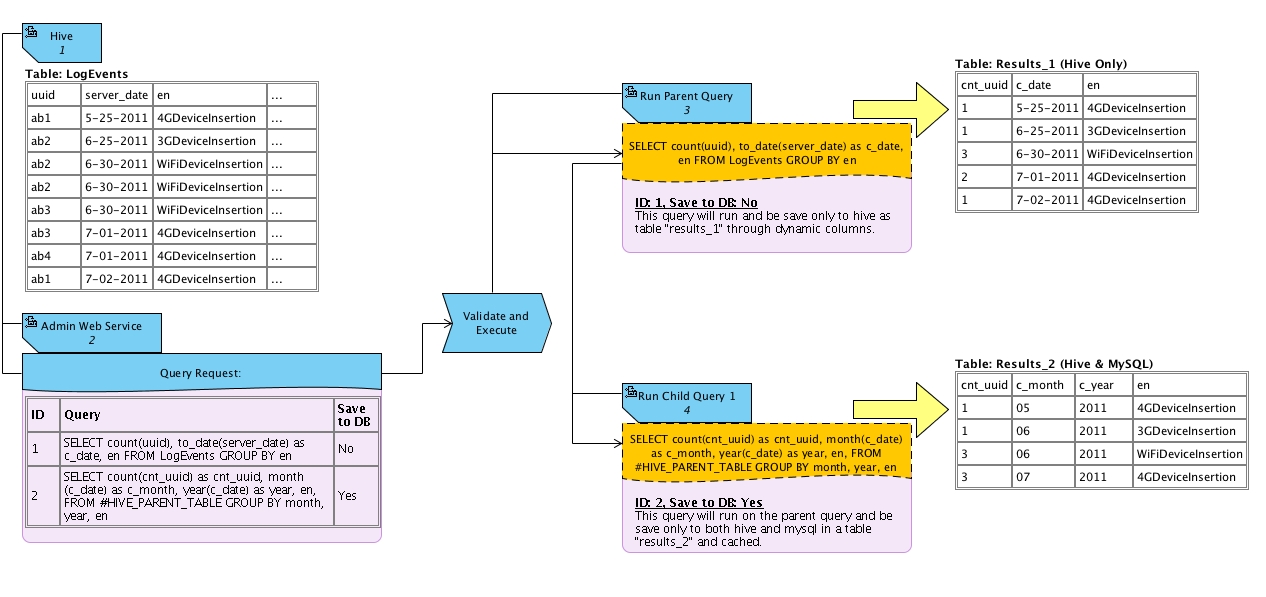 Hive
1
Table: LogEvents
uuid server_date en ...
ab1 5-25-2011 4GDeviceInsertion ...
ab2 6-25-2011 3GDeviceInsertion ...
ab2 6-30-2011 WiFiDeviceInsertion ...
ab2 6-30-2011 WiFiDeviceInsertion ...
ab3 6-30-2011 WiFiDeviceInsertion ...
ab3 7-01-2011 4GDeviceInsertion ...
ab4 7-01-2011 4GDeviceInsertion ...
ab1 7-02-2011 4GDeviceInsertion ...
Admin Web Service
2
Query Request:
ID Query Save
to DB
1 SELECT count(uuid), to_date(server_date) as
c_date, en FROM LogEvents GROUP BY en
No
2 SELECT count(cnt_uuid) as cnt_uuid, month
(c_date) as c_month, year(c_date) as year, en,
FROM #HIVE_PARENT_TABLE GROUP BY month,
year, en
Yes
Validate and
Execute
Run Parent Query
3
SELECT count(uuid), to_date(server_date) as c_date,
en FROM LogEvents GROUP BY en
ID: 1, Save to DB: No
This query will run and be save only to hive as
table "results_1" through dynamic columns.
Table: Results_1 (Hive Only)
cnt_uuid c_date en
1 5-25-2011 4GDeviceInsertion
1 6-25-2011 3GDeviceInsertion
3 6-30-2011 WiFiDeviceInsertion
2 7-01-2011 4GDeviceInsertion
1 7-02-2011 4GDeviceInsertion
Run Child Query 1
4
SELECT count(cnt_uuid) as cnt_uuid, month(c_date)
as c_month, year(c_date) as year, en, FROM
#HIVE_PARENT_TABLE GROUP BY month, year, en
ID: 2, Save to DB: Yes
This query will run on the parent query and be
save only to both hive and mysql in a table
"results_2" and cached.
Table: Results_2 (Hive & MySQL)
cnt_uuid c_month c_year en
1 05 2011 4GDeviceInsertion
1 06 2011 3GDeviceInsertion
3 06 2011 WiFiDeviceInsertion
3 07 2011 4GDeviceInsertion